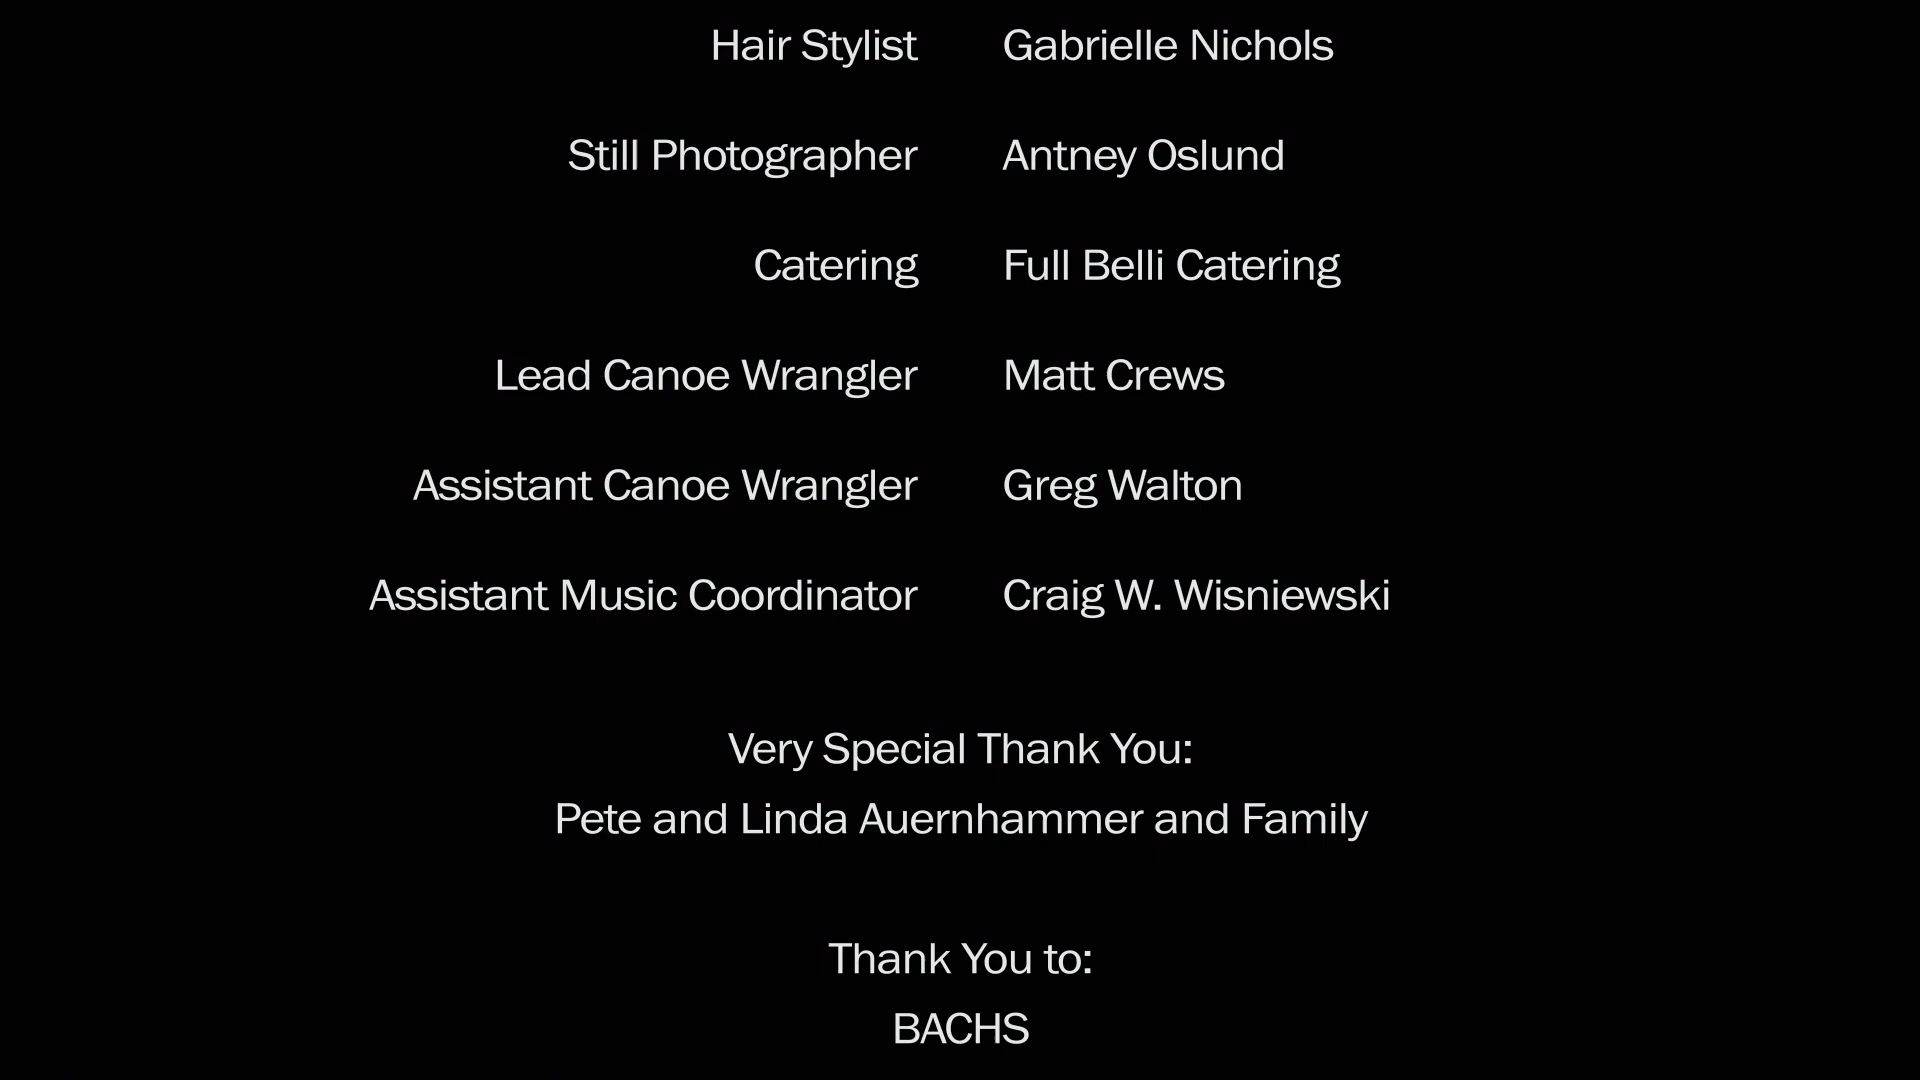 Hair Stylist Gabrielle Nichols
Still Photographer Antney Oslund
Catering Full Belli Catering
Lead Canoe Wrangler Matt Crews
Assistant Canoe Wrangler Greg Walton
Assistant Music Coordinator Craig W. Wisniewski
Very Special Thank You:
Pete and Linda Auernhammer and Family
Thank You to:
BACHS